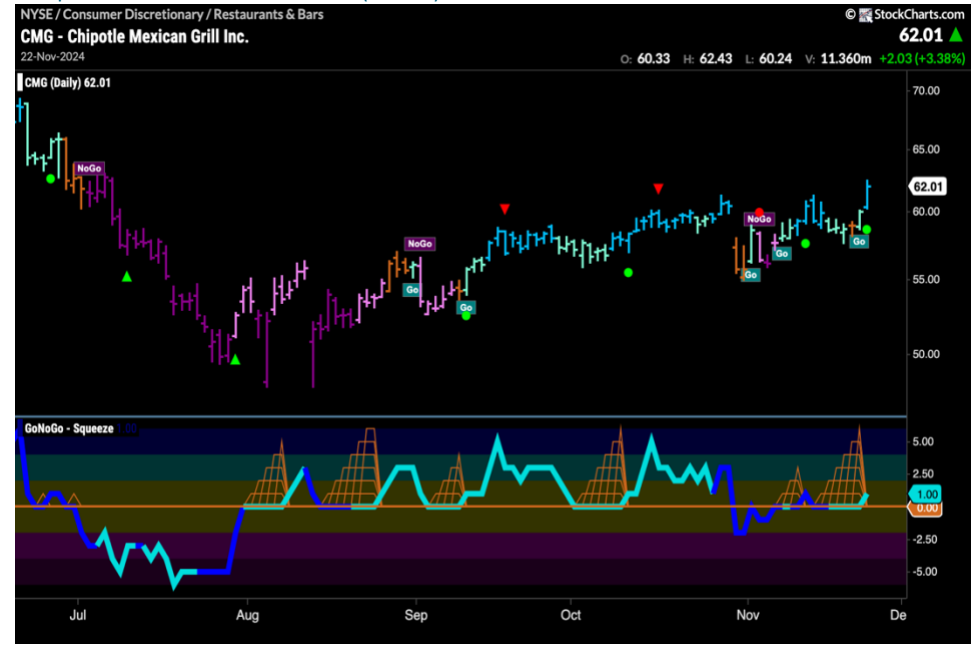 NYSE / Consumer Discretionary / Restaurants & Bars
© StockCharts.com
CMG - Chipotle Mexican Grill Inc.
62.01
22-Nov-2024
O: 60.33 H: 62.43 L: 60.24 V: 11.360m +2.03 (+3.38%)
CMG (Daily) 62.01
70.00
65.00
NoGo
62.01
60.00
NoGo
NoGo
Go
Go
Go
55.00
Go
Go
50.00
GoNoGo - Squeeze 1.00
5.00
2.50
1.00
0.00
-2.50
-5.00
Jul Aug Sep Oct Nov De